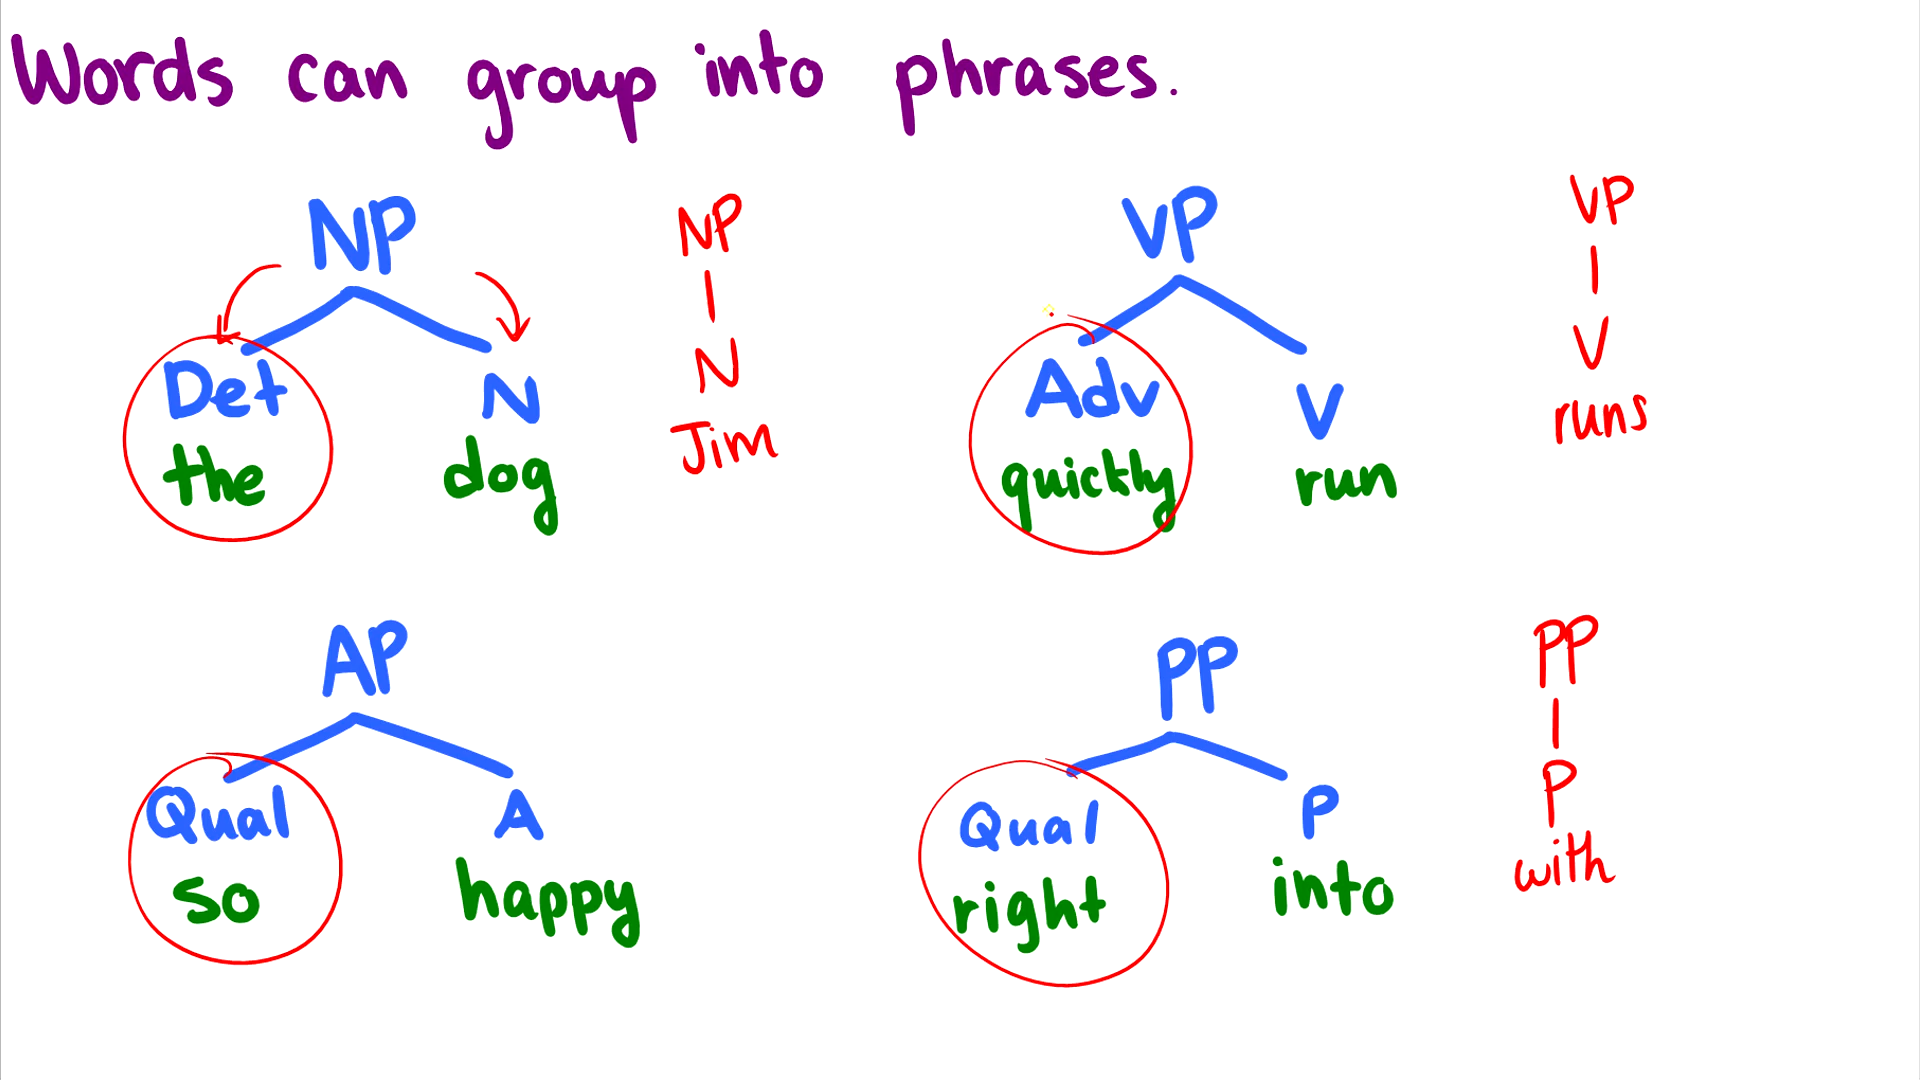 Words can group into phrases.
NP
Det N
the dog
NP
N
Jim
VP
Adv V
quickly run
VP
V
runs
AP
Qual A
so happy
PP
Qual P
right into
PP
P
with